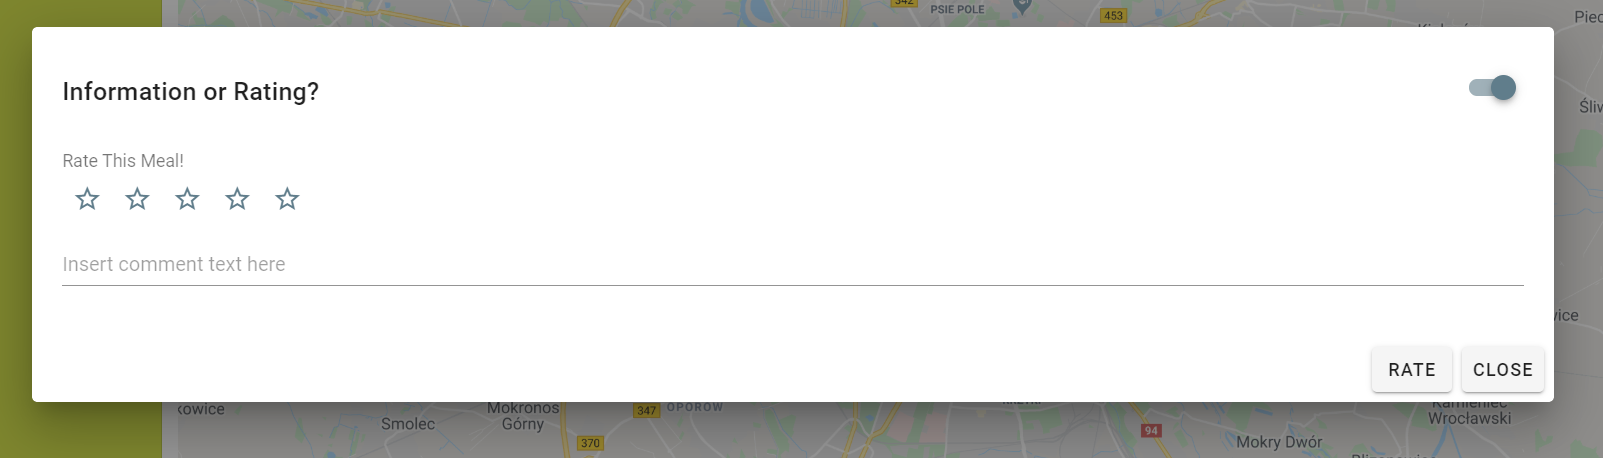 342
PSIE POLE
453
Information or Rating?
Rate This Meal!
Insert comment text here
RATE
CLOSE
Mokronos
Górny
347
OPORÓW
Smolec
370
94
Wrocławski
Mokry Dwór